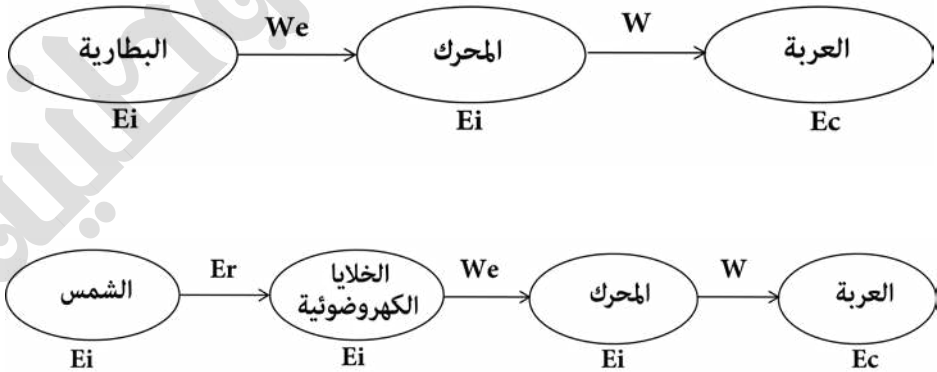 We W
البطارية المحرك العربة
Ei Ei Ec
Er We W
الشمس الخلايا الكهروضوئية المحرك العربة
Ei Ei Ei Ec